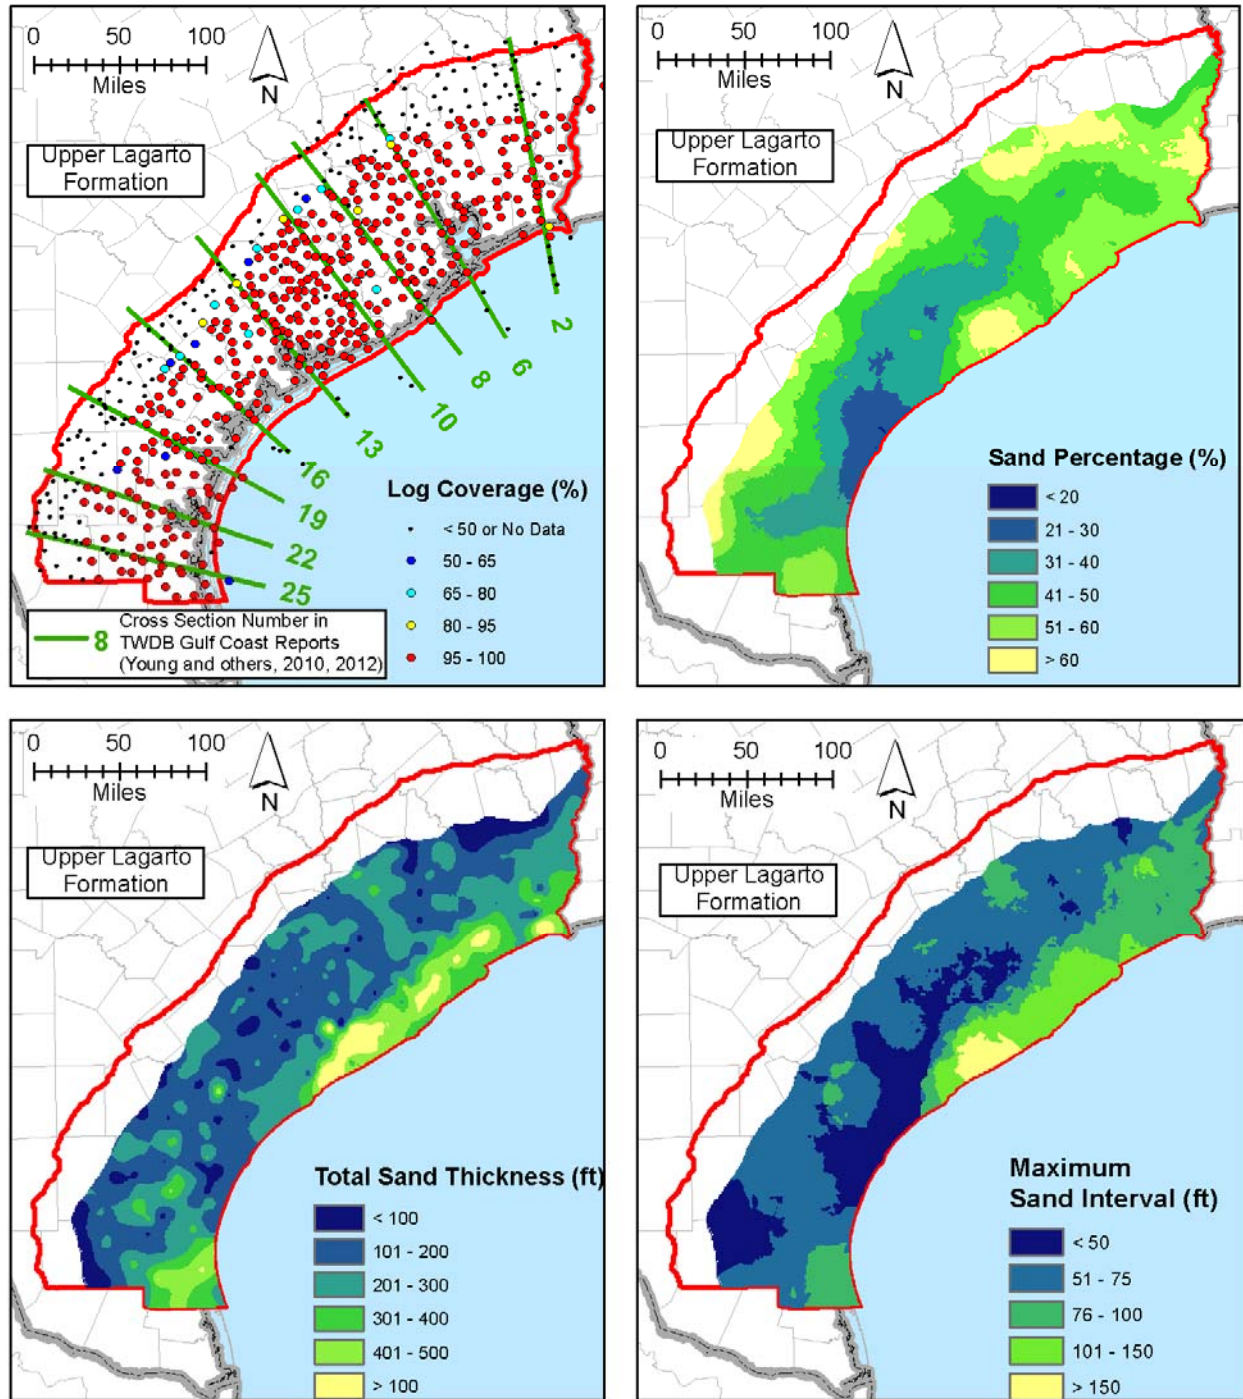 0 50 100
Miles
N
Upper Lagarto
Formation
2
6
8
10
13
16
19
22
25
Log Coverage (%)
< 50 or No Data
50 - 65
65 - 80
80 - 95
95 - 100
8 Cross Section Number in
TWDB Gulf Coast Reports
(Young and others, 2010, 2012)
0 50 100
Miles
N
Upper Lagarto
Formation
Sand Percentage (%)
< 20
21 - 30
31 - 40
41 - 50
51 - 60
> 60
0 50 100
Miles
N
Upper Lagarto
Formation
Total Sand Thickness (ft)
< 100
101 - 200
201 - 300
301 - 400
401 - 500
> 100
0 50 100
Miles
N
Upper Lagarto
Formation
Maximum
Sand Interval (ft)
< 50
51 - 75
76 - 100
101 - 150
> 150